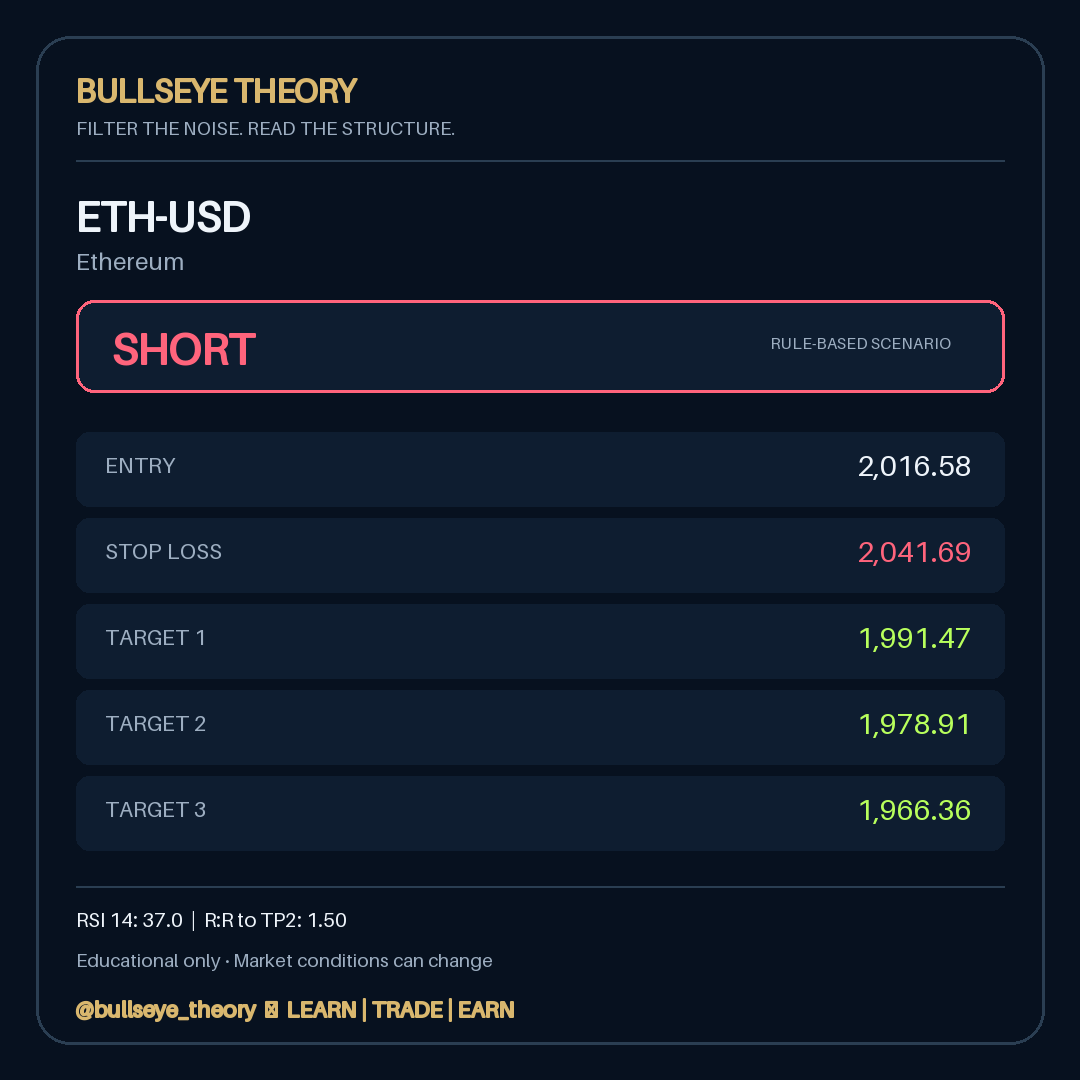 BULLSEYE THEORY
FILTER THE NOISE. READ THE STRUCTURE.
ETH-USD
Ethereum
SHORT RULE-BASED SCENARIO
ENTRY 2,016.58
STOP LOSS 2,041.69
TARGET 1 1,991.47
TARGET 2 1,978.91
TARGET 3 1,966.36
RSI 14: 37.0 | R:R to TP2: 1.50
Educational only · Market conditions can change
@bullseye_theory LEARN | TRADE | EARN